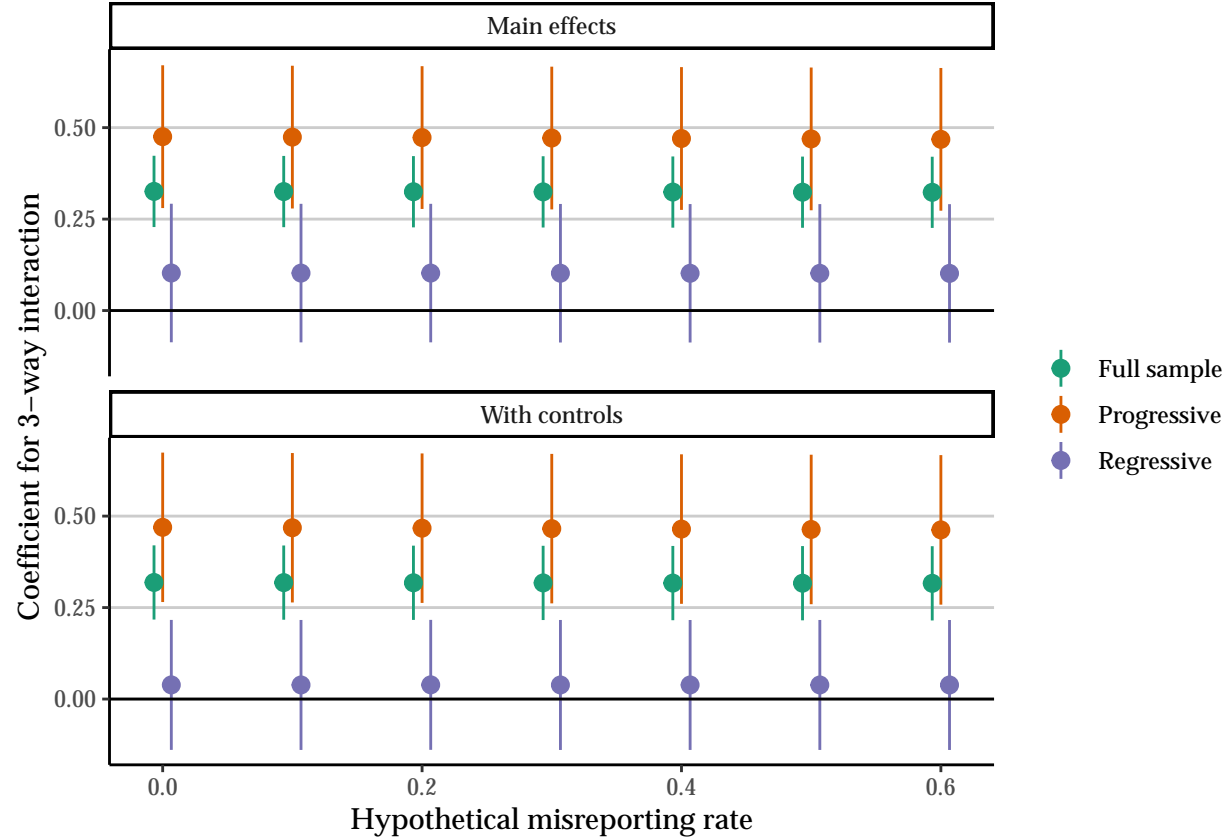 Main effects
0.50
0.25
0.00
With controls
0.50
0.25
0.00
0.0
0.2
0.4
0.6
Hypothetical misreporting rate
Coefficient for 3−way interaction
Full sample
Progressive
Regressive